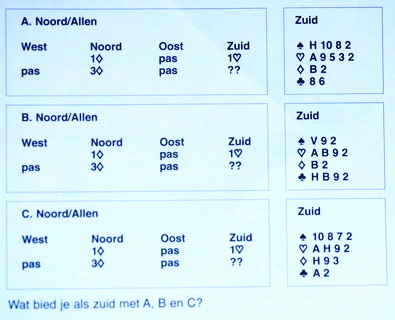 A. Noord/Allen
West Noord Oost Zuid
1♢ pas 1♡
pas 3♢ pas ??
Zuid
♠ H 10 8 2
♡ A 9 5 3 2
♢ B 2
♣ 8 6
B. Noord/Allen
West Noord Oost Zuid
1♢ pas 1♡
pas 3♢ pas ??
Zuid
♠ V 9 2
♡ A B 9 2
♢ B 2
♣ H B 9 2
C. Noord/Allen
West Noord Oost Zuid
1♢ pas 1♡
pas 3♢ pas ??
Zuid
♠ 10 8 7 2
♡ A H 9 2
♢ H 9 3
♣ A 2
Wat bied je als zuid met A, B en C?